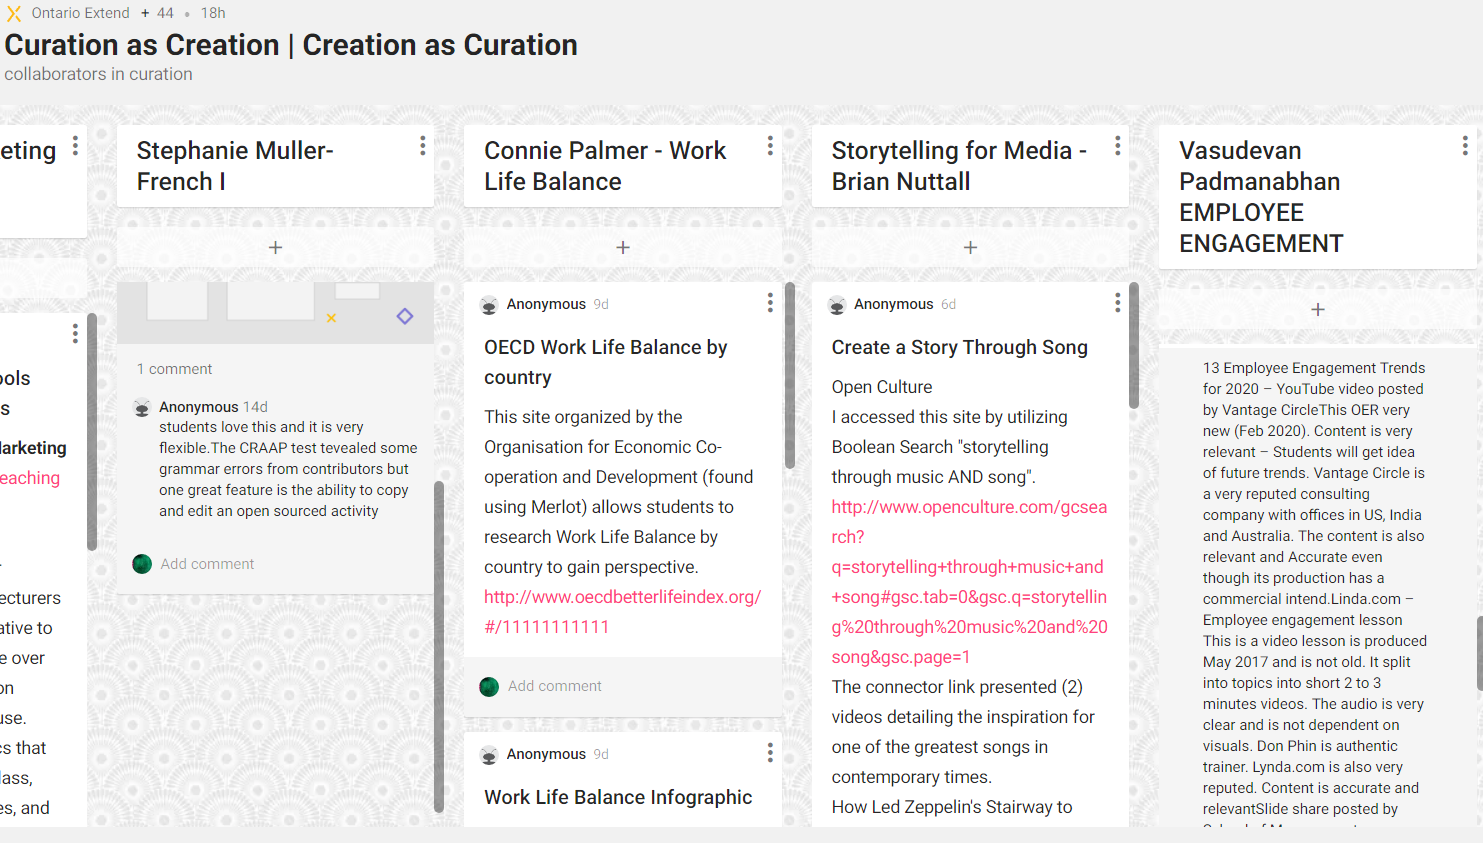 Ontario Extend + 44 • 18h
Curation as Creation | Creation as Curation
collaborators in curation
eting
ools
s
larketing
eaching
ecturers
ative to
e over
on
use.
cs that
lass,
es, and
Stephanie Muller-
French I
+
1 comment
Anonymous 14d
students love this and it is very
flexible.The CRAAP test tevealed some
grammar errors from contributors but
one great feature is the ability to copy
and edit an open sourced activity
Add comment
Connie Palmer - Work
Life Balance
+
Anonymous 9d
OECD Work Life Balance by
country
This site organized by the
Organisation for Economic Co-
operation and Development (found
using Merlot) allows students to
research Work Life Balance by
country to gain perspective.
http://www.oecdbetterlifeindex.org/
#/11111111111
Add comment
Anonymous 9d
Work Life Balance Infographic
Storytelling for Media -
Brian Nuttall
+
Anonymous 6d
Create a Story Through Song
Open Culture
I accessed this site by utilizing
Boolean Search "storytelling
through music AND song".
http://www.openculture.com/gcsea
rch?
q=storytelling+through+music+and
+song#gsc.tab=0&gsc.q=storytellin
g%20through%20music%20and%20
song&gsc.page=1
The connector link presented (2)
videos detailing the inspiration for
one of the greatest songs in
contemporary times.
How Led Zeppelin's Stairway to
Vasudevan
Padmanabhan
EMPLOYEE
ENGAGEMENT
+
13 Employee Engagement Trends
for 2020 – YouTube video posted
by Vantage CircleThis OER very
new (Feb 2020). Content is very
relevant – Students will get idea
of future trends. Vantage Circle is
a very reputed consulting
company with offices in US, India
and Australia. The content is also
relevant and Accurate even
though its production has a
commercial intend.Linda.com –
Employee engagement lesson
This is a video lesson is produced
May 2017 and is not old. It split
into topics into short 2 to 3
minutes videos. The audio is very
clear and is not dependent on
visuals. Don Phin is authentic
trainer. Lynda.com is also very
reputed. Content is accurate and
relevantSlide share posted by